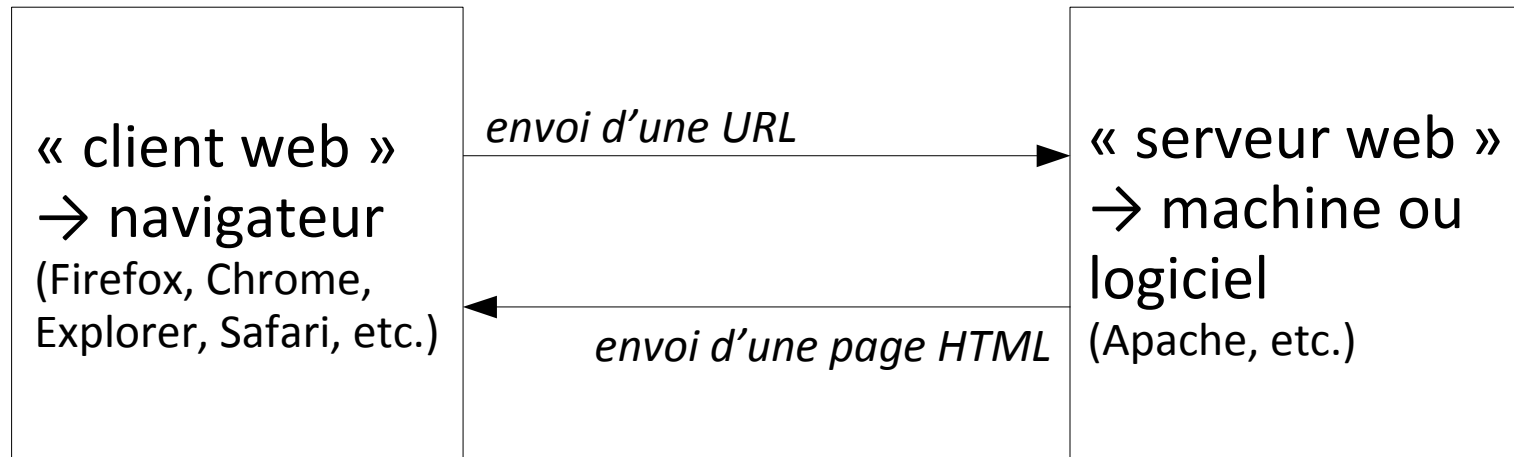 « client web »
→ navigateur
(Firefox, Chrome,
Explorer, Safari, etc.)
envoi d’une URL
envoi d’une page HTML
« serveur web »
→ machine ou
logiciel
(Apache, etc.)